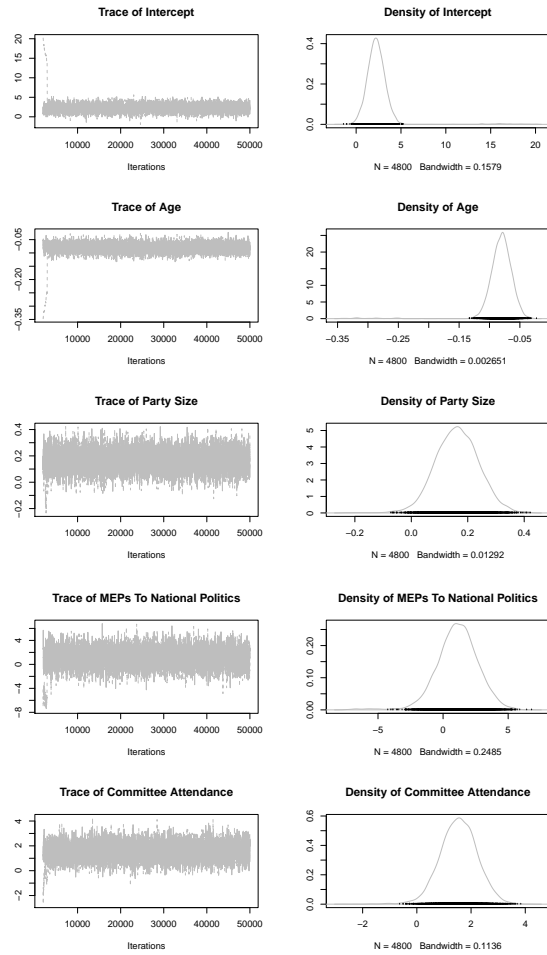 Trace of Intercept
0 5 10 15 20
10000 20000 30000 40000 50000
Iterations
Density of Intercept
0.0 0.2 0.4
0 5 10 15 20
N = 4800 Bandwidth = 0.1579
Trace of Age
−0.35 −0.20 −0.05
10000 20000 30000 40000 50000
Iterations
Density of Age
0 5 10 20
−0.35 −0.25 −0.15 −0.05
N = 4800 Bandwidth = 0.002651
Trace of Party Size
−0.2 0.0 0.2 0.4
10000 20000 30000 40000 50000
Iterations
Density of Party Size
0 1 2 3 4 5
−0.2 0.0 0.2 0.4
N = 4800 Bandwidth = 0.01292
Trace of MEPs To National Politics
−8 −4 0 2 4 6
10000 20000 30000 40000 50000
Iterations
Density of MEPs To National Politics
0.00 0.10 0.20
−5 0 5
N = 4800 Bandwidth = 0.2485
Trace of Committee Attendance
−2 0 2 4
10000 20000 30000 40000 50000
Iterations
Density of Committee Attendance
0.0 0.2 0.4 0.6
−2 0 2 4
N = 4800 Bandwidth = 0.1136